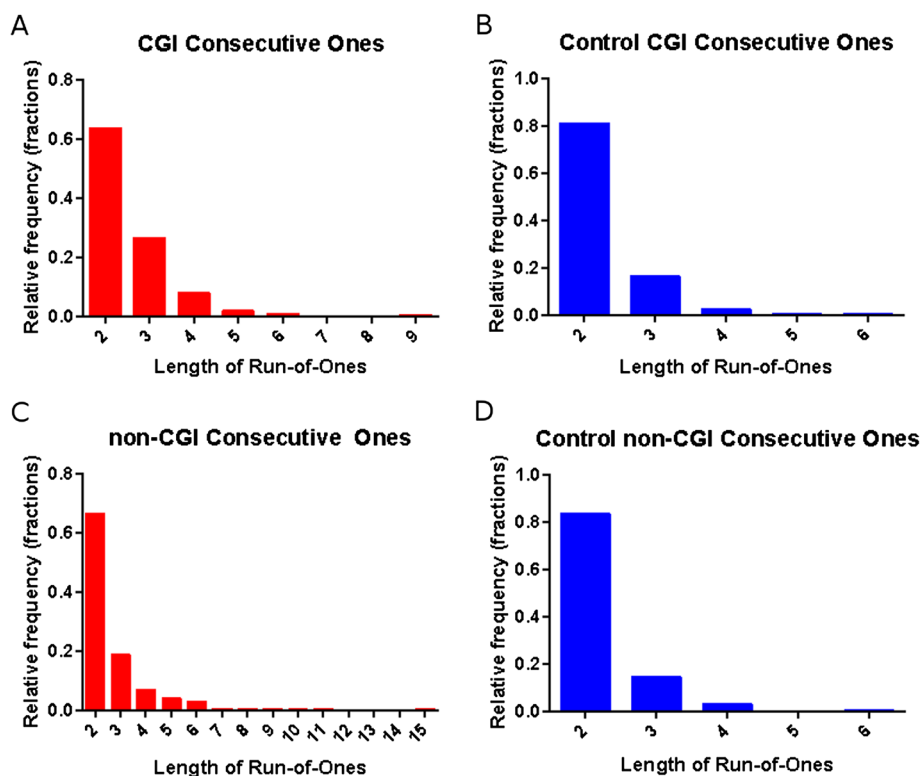 A
CGI Consecutive Ones
Relative frequency (fractions)
0.8
0.6
0.4
0.2
0.0
2 3 4 5 6 7 8 9
Length of Run-of-Ones
B
Control CGI Consecutive Ones
Relative frequency (fractions)
1.0
0.8
0.6
0.4
0.2
0.0
2 3 4 5 6
Length of Run-of-Ones
C
non-CGI Consecutive Ones
Relative frequency (fractions)
0.8
0.6
0.4
0.2
0.0
2 3 4 5 6 7 8 9 10 11 12 13 14 15
Length of Run-of-Ones
D
Control non-CGI Consecutive Ones
Relative frequency (fractions)
1.0
0.8
0.6
0.4
0.2
0.0
2 3 4 5 6
Length of Run-of-Ones